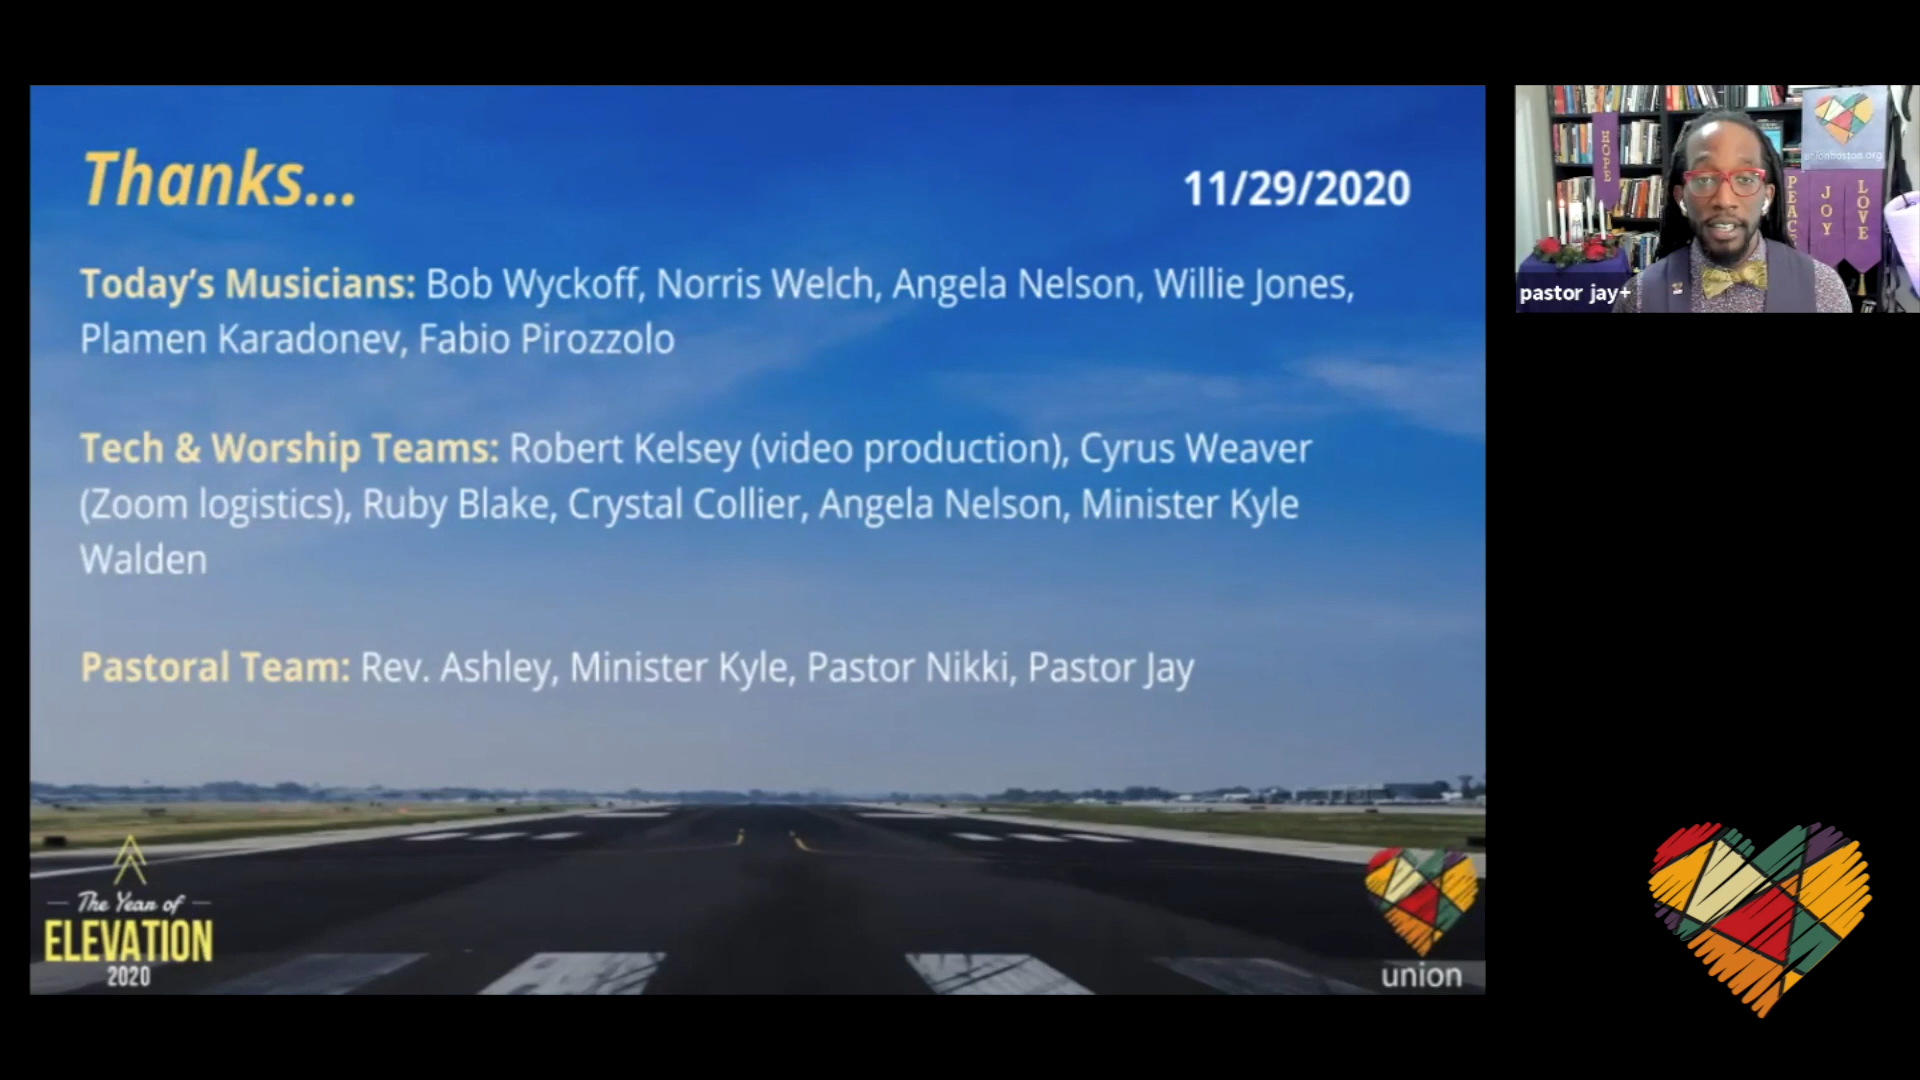 Thanks...
11/29/2020
Today's Musicians: Bob Wyckoff, Norris Welch, Angela Nelson, Willie Jones,
Plamen Karadonev, Fabio Pirozzolo
Tech & Worship Teams: Robert Kelsey (video production), Cyrus Weaver
(Zoom logistics), Ruby Blake, Crystal Collier, Angela Nelson, Minister Kyle
Walden
Pastoral Team: Rev. Ashley, Minister Kyle, Pastor Nikki, Pastor Jay
The Year of
ELEVATION
2020
union
HOPE
unionboston.org
PEACE
JOY
LOVE
pastor jay+